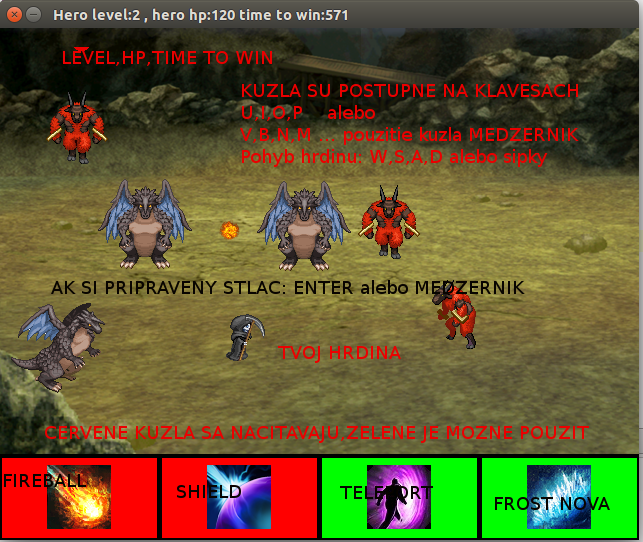 Hero level:2 , hero hp:120 time to win:571
LEVEL,HP,TIME TO WIN
KUZLA SU POSTUPNE NA KLAVESACH
U,I,O,P alebo
V,B,N,M ... pouzitie kuzla MEDZERNIK
Pohyb hrdinu: W,S,A,D alebo sipky
AK SI PRIPRAVENY STLAC: ENTER alebo MEDZERNIK
TVOJ HRDINA
CERVENE KUZLA SA NACITAVAJU.ZELENE JE MOZNE POUZIT
FIREBALL
SHIELD
TELEPORT
FROST NOVA